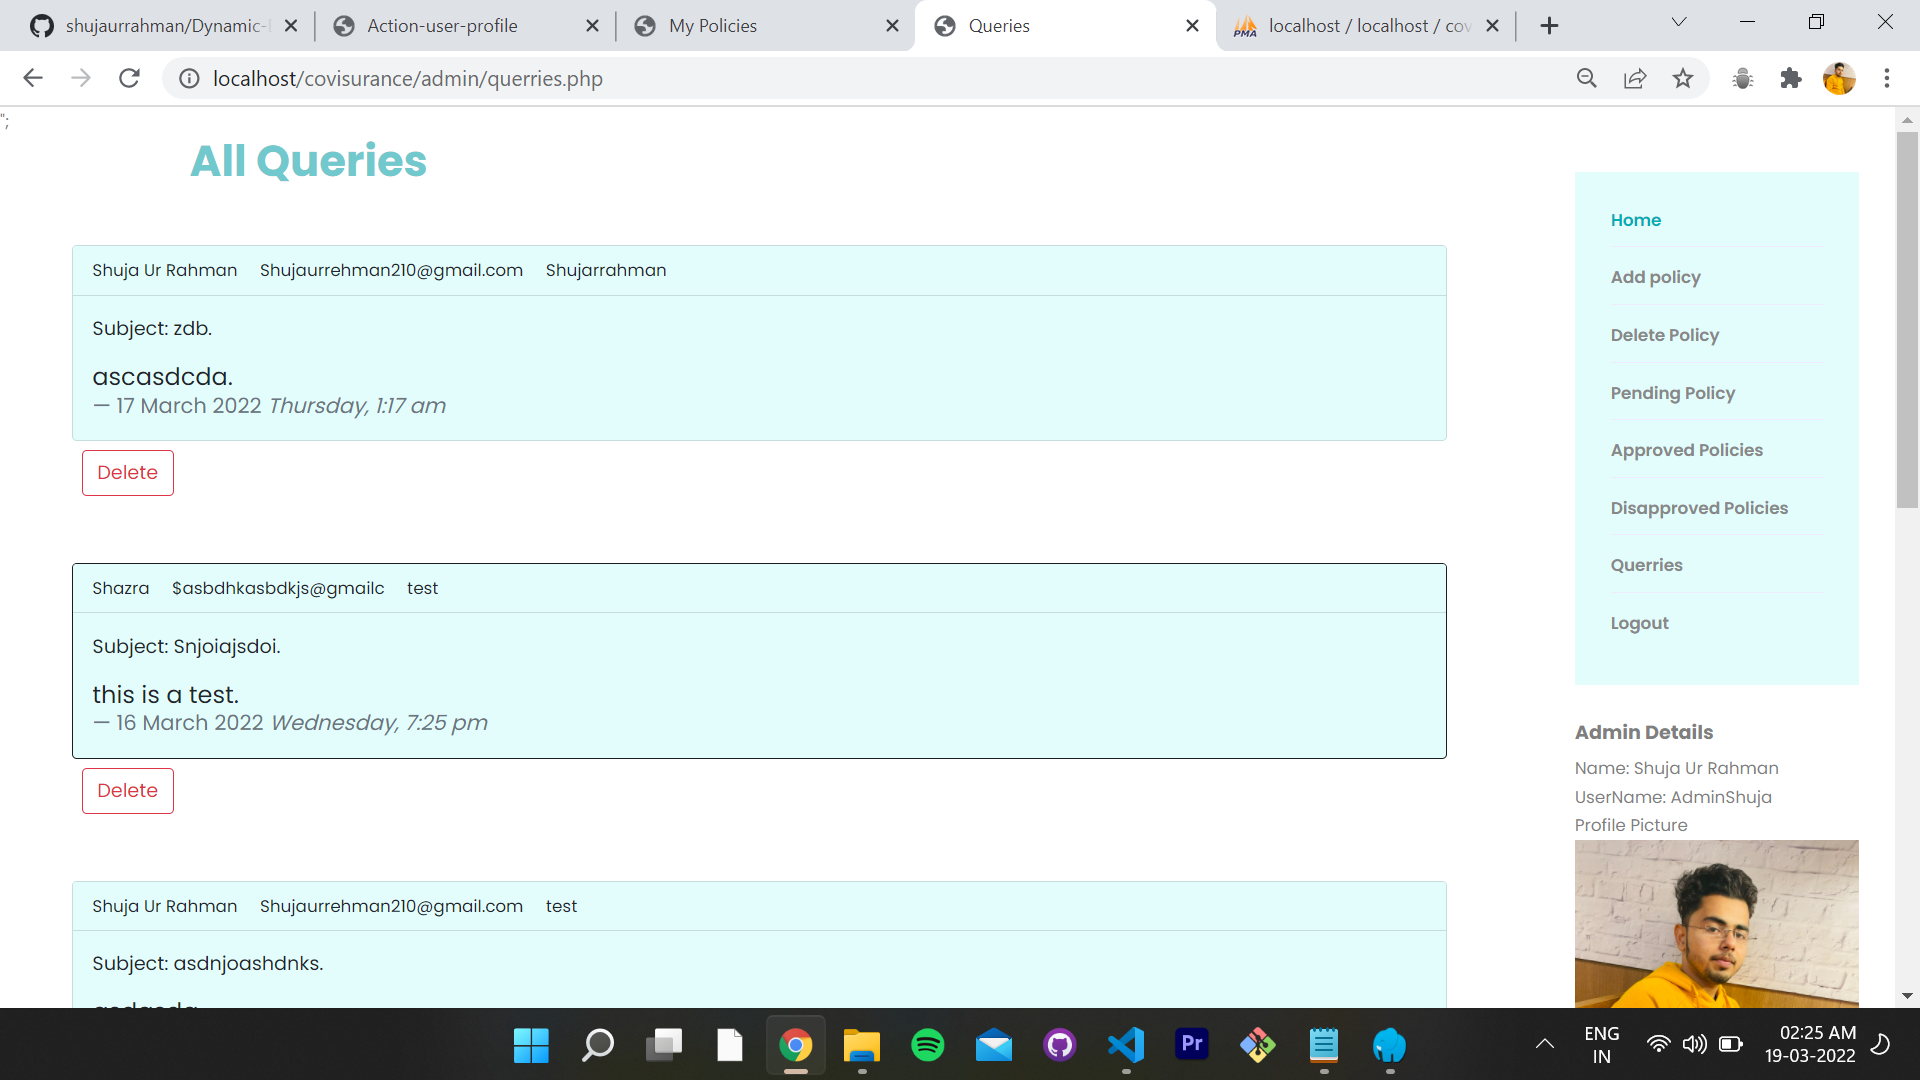 shujaurrahman/Dynamic-
Action-user-profile
My Policies
Queries
localhost / localhost / cov
localhost/covisurance/admin/querries.php
";
All Queries
Shuja Ur Rahman Shujaurrehman210@gmail.com Shujarrahman
Subject: zdb.
ascasdcda.
— 17 March 2022 Thursday, 1:17 am
Delete
Shazra $asbdhkasbdkjs@gmailc test
Subject: Snjoiajsdoi.
this is a test.
— 16 March 2022 Wednesday, 7:25 pm
Delete
Shuja Ur Rahman Shujaurrehman210@gmail.com test
Subject: asdnjoashdnks.
Home
Add policy
Delete Policy
Pending Policy
Approved Policies
Disapproved Policies
Querries
Logout
Admin Details
Name: Shuja Ur Rahman
UserName: AdminShuja
Profile Picture
PMA
Pr
ENG
IN
02:25 AM
19-03-2022